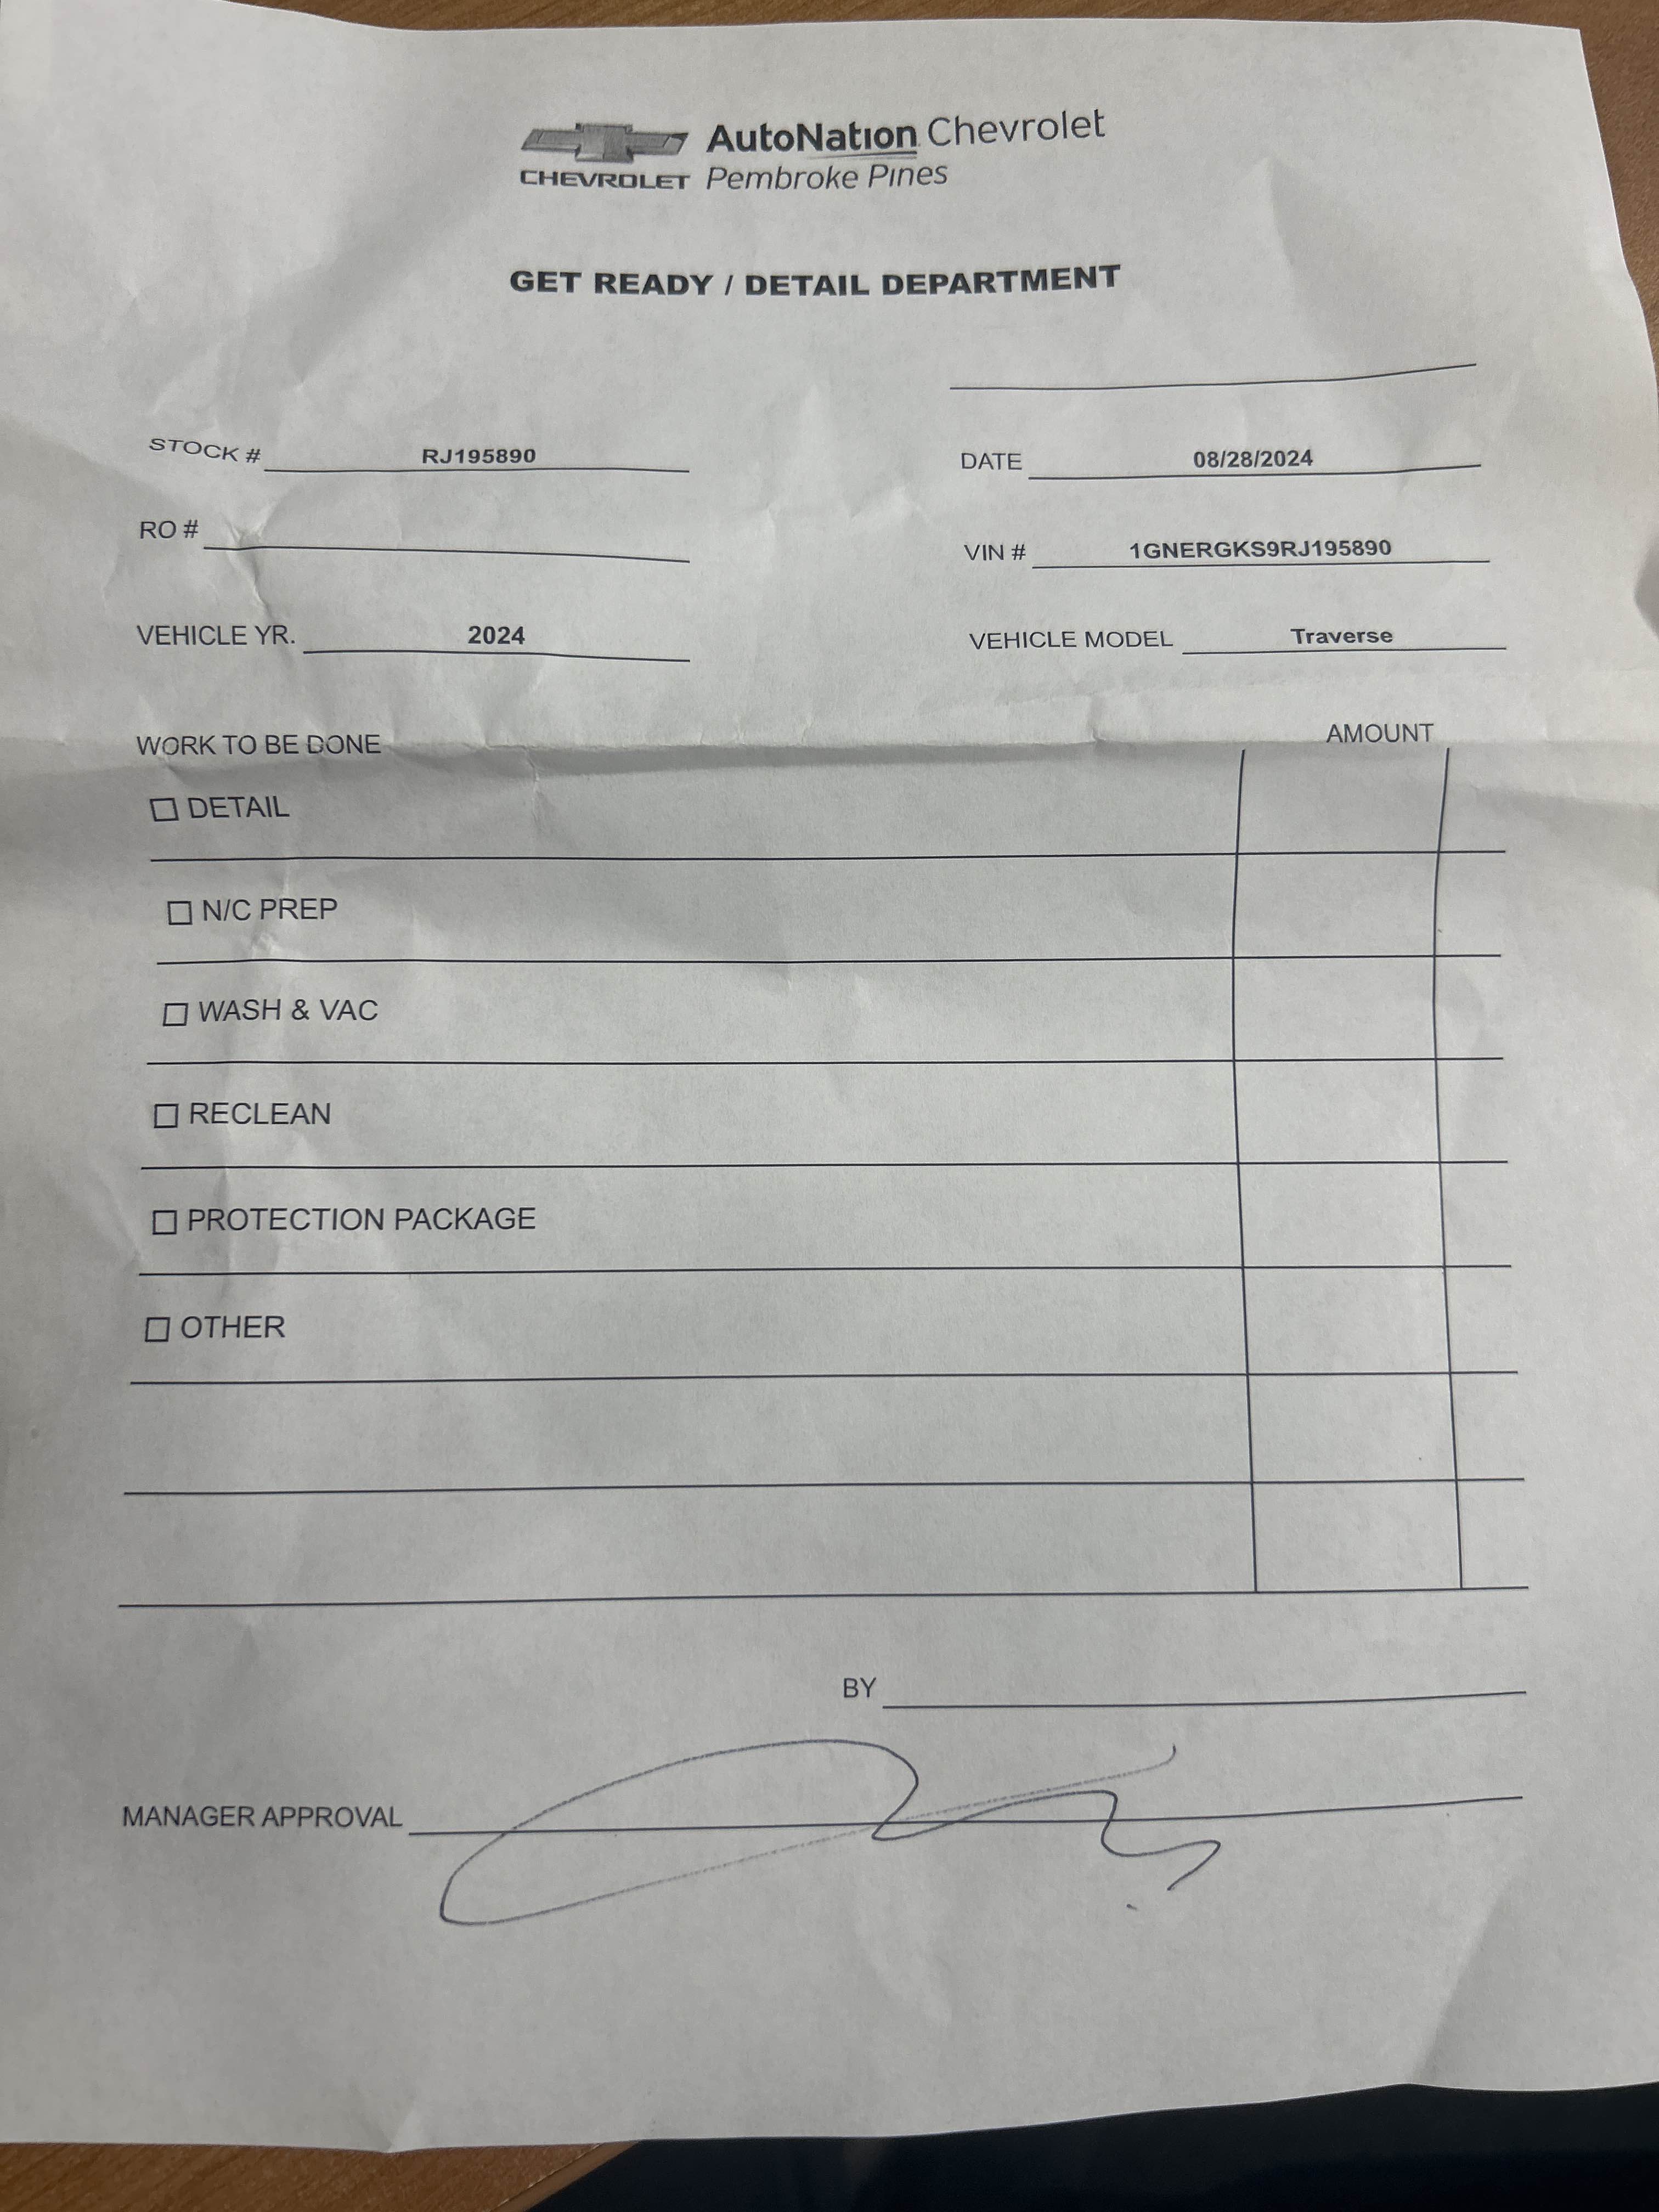 AutoNation Chevrolet
CHEVROLET Pembroke Pines
GET READY / DETAIL DEPARTMENT
STOCK # RJ195890 DATE 08/28/2024
RO # VIN # 1GNERGKS9RJ195890
VEHICLE YR. 2024 VEHICLE MODEL Traverse
WORK TO BE DONE AMOUNT
DETAIL
N/C PREP
WASH & VAC
RECLEAN
PROTECTION PACKAGE
OTHER
BY
MANAGER APPROVAL